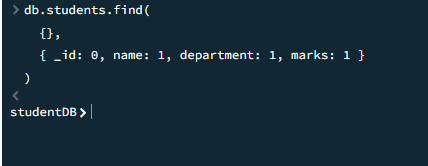 > db.students.find(
{},
{ _id: 0, name: 1, department: 1, marks: 1 }
)
<
studentDB>